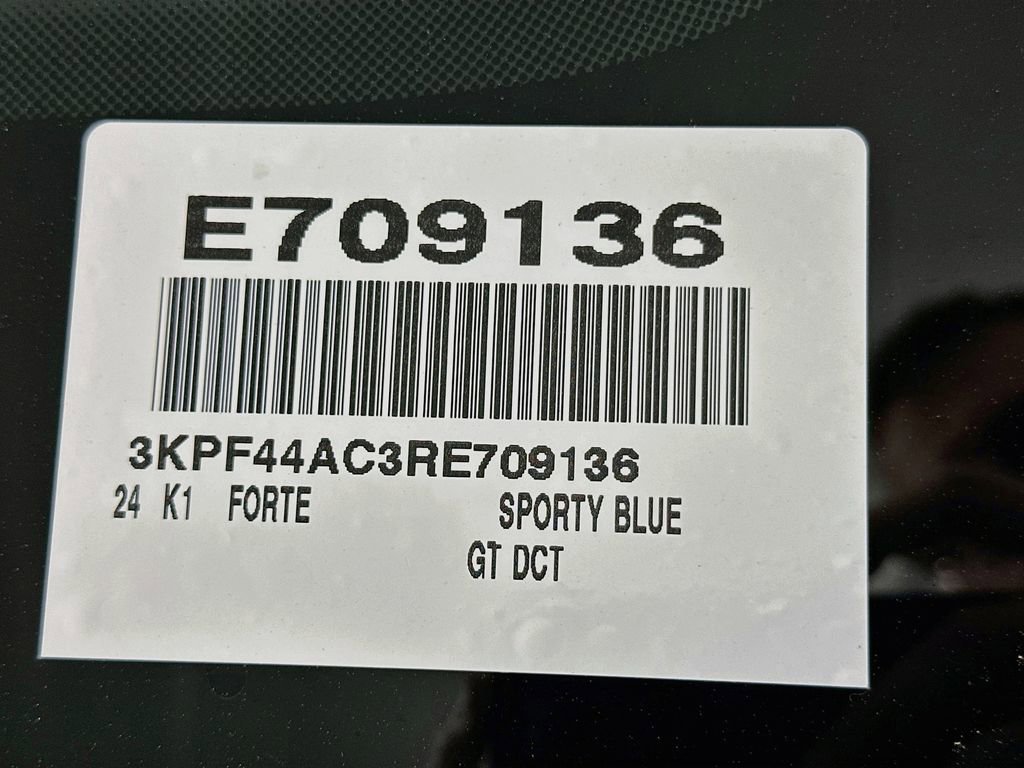 E709136
3KPF44AC3RE709136
24 K1 FORTE SPORTY BLUE
GT DCT